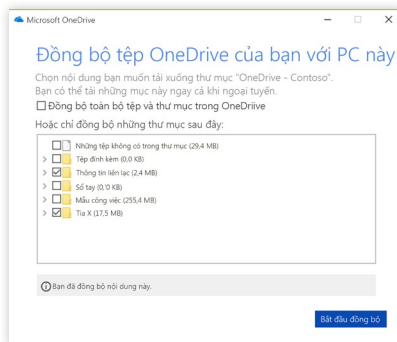 Microsoft OneDrive
Đồng bộ tệp OneDrive của bạn với PC này
Chọn nội dung bạn muốn tải xuống thư mục "OneDrive - Contoso".
Bạn có thể tải những mục này ngay cả khi ngoại tuyến.
Đồng bộ toàn bộ tệp và thư mục trong OneDriive
Hoặc chỉ đồng bộ những thư mục sau đây:
Những tệp không có trong thư mục (29,4 MB)
Tệp đính kèm (0,0 KB)
Thông tin liên lạc (2,4 MB)
Sổ tay (0,'0 KB)
Mẫu công việc (255,4 MB)
Tia X (17,5 MB)
Bạn đã đồng bộ nội dung này.
Bắt đầu đồng bộ